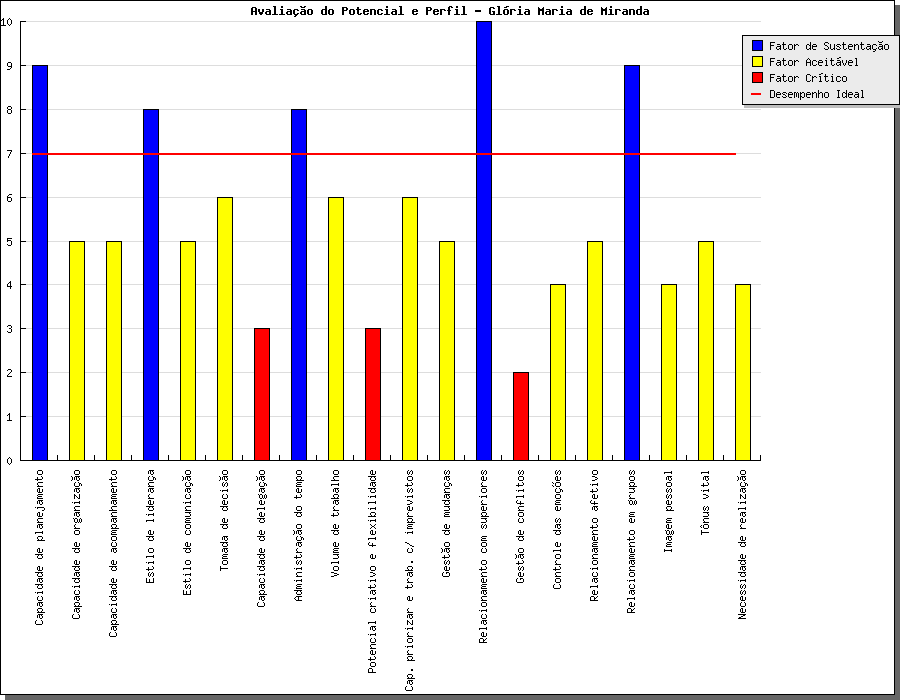 Avaliação do Potencial e Perfil - Glória Maria de Miranda
Fator de Sustentação
Fator Aceitável
Fator Crítico
Desempenho Ideal
10
9
8
7
6
5
4
3
2
1
0
Capacidade de planejamento
Capacidade de organização
Capacidade de acompanhamento
Estilo de liderança
Estilo de comunicação
Tomada de decisão
Capacidade de delegação
Administração do tempo
Volume de trabalho
Potencial criativo e flexibilidade
Cap. priorizar e trab. c/ imprevistos
Gestão de mudanças
Relacionamento com superiores
Gestão de conflitos
Controle das emoções
Relacionamento afetivo
Relacionamento em grupos
Imagem pessoal
Tônus vital
Necessidade de realização